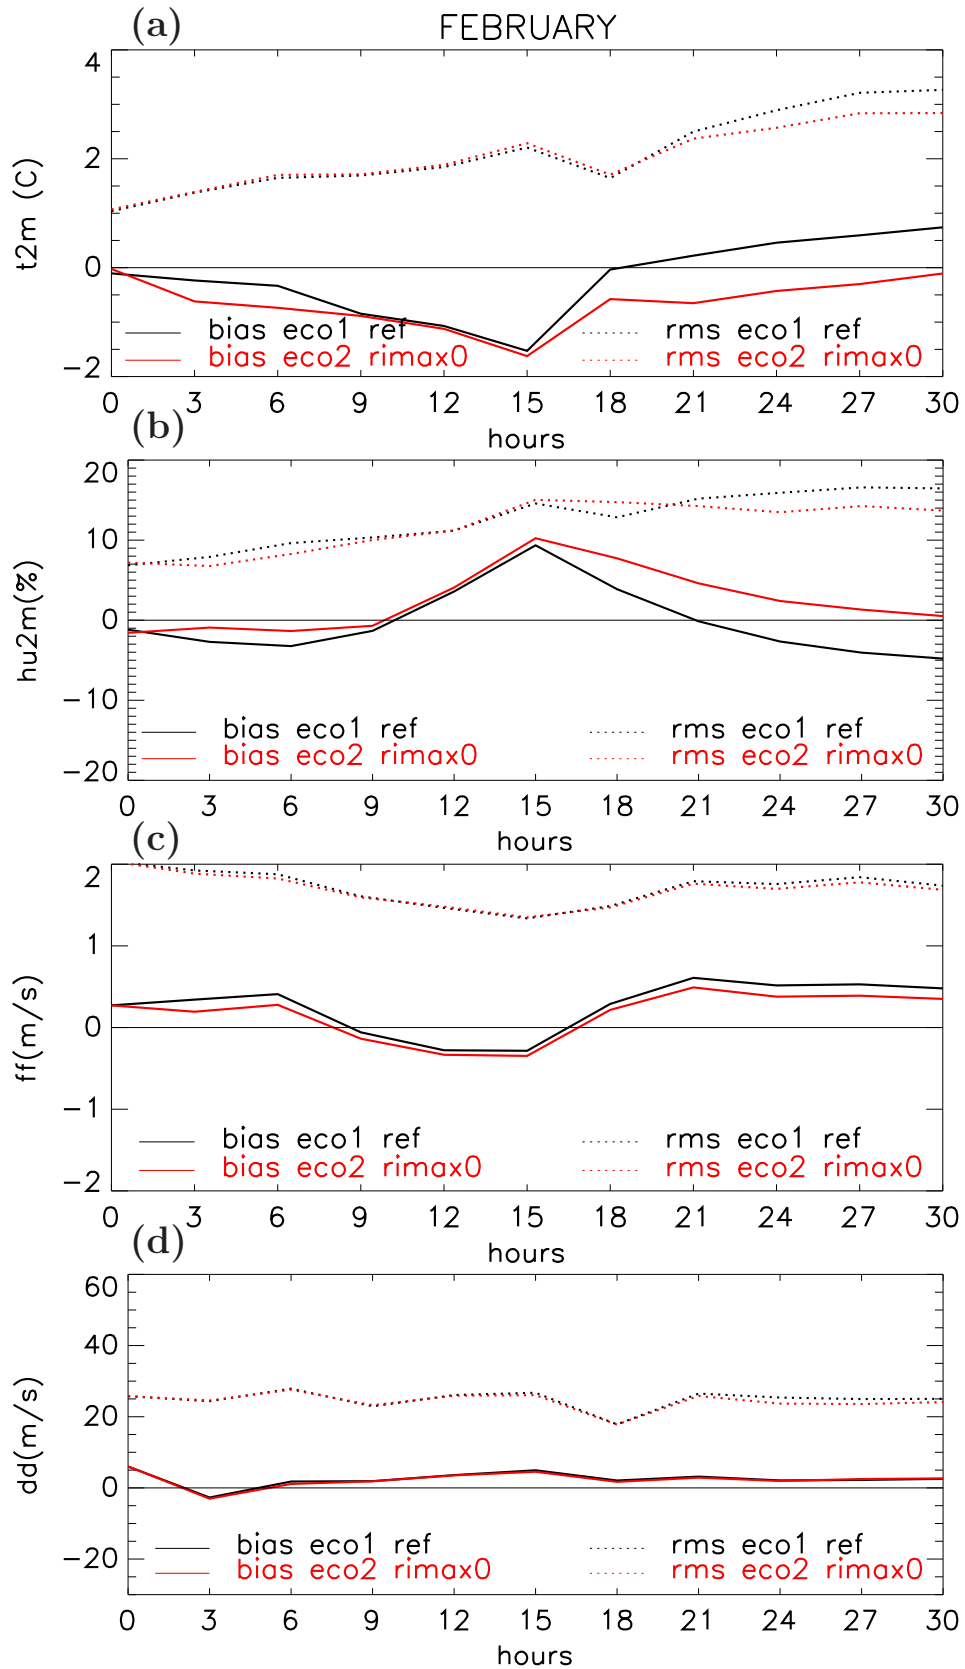 (a) FEBRUARY
4
2
0
−2
t2m (C)
bias eco1 ref rms eco1 ref
bias eco2 rimax0 rms eco2 rimax0
0 3 6 9 12 15 18 21 24 27 30
hours
(b)
20
10
0
−10
−20
hu2m(%)
bias eco1 ref rms eco1 ref
bias eco2 rimax0 rms eco2 rimax0
0 3 6 9 12 15 18 21 24 27 30
hours
(c)
2
1
0
−1
−2
ff(m/s)
bias eco1 ref rms eco1 ref
bias eco2 rimax0 rms eco2 rimax0
0 3 6 9 12 15 18 21 24 27 30
hours
(d)
60
40
20
0
−20
dd(m/s)
bias eco1 ref rms eco1 ref
bias eco2 rimax0 rms eco2 rimax0
0 3 6 9 12 15 18 21 24 27 30
hours